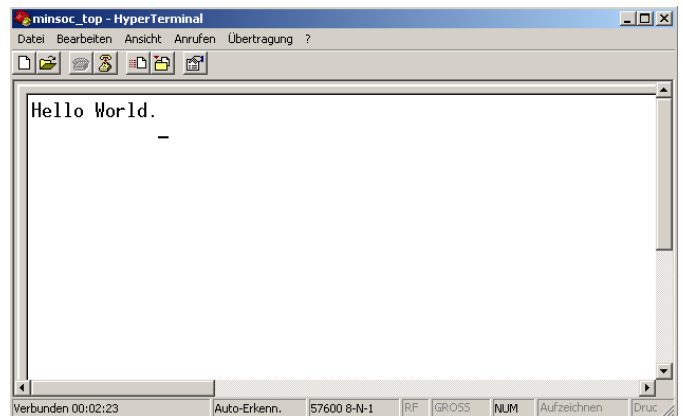 minsoc_top - HyperTerminal
Datei Bearbeiten Ansicht Anrufen Übertragung ?
Hello World.
Verbunden 00:02:23 Auto-Erkenn. 57600 8-N-1 RF GROSS NUM Aufzeichnen Druc